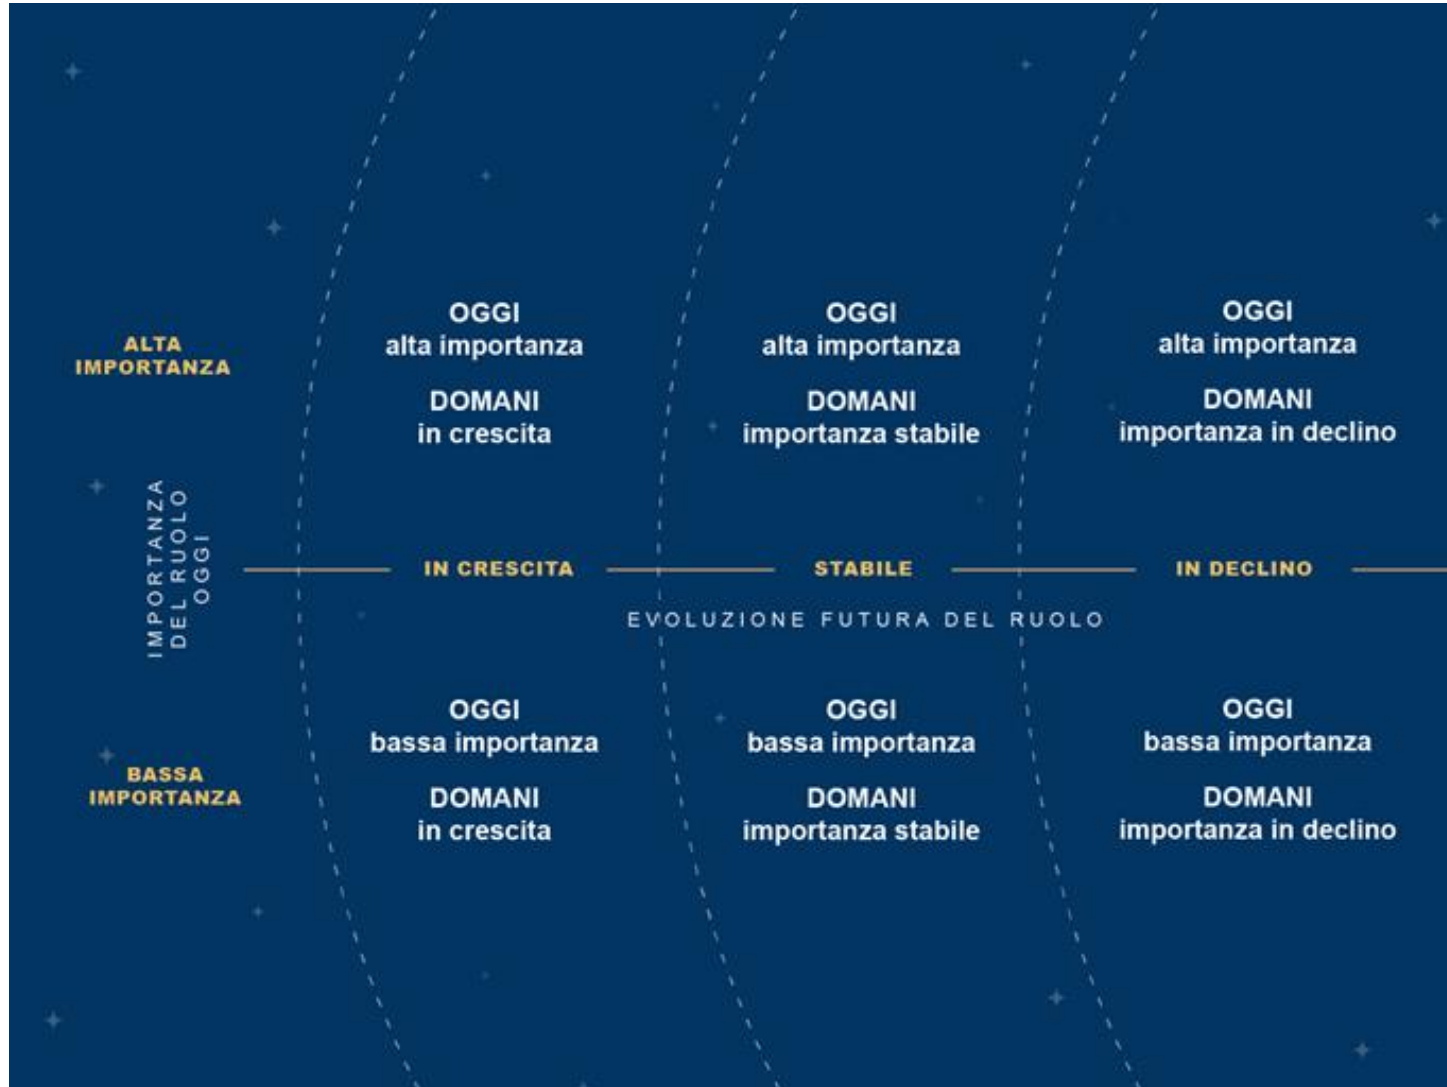 OGGI
alta importanza
DOMANI
in crescita
OGGI
alta importanza
DOMANI
importanza stabile
OGGI
alta importanza
DOMANI
importanza in declino
ALTA
IMPORTANZA
IMPORTANZA
DEL RUOLO
OGGI
IN CRESCITA
STABILE
IN DECLINO
EVOLUZIONE FUTURA DEL RUOLO
BASSA
IMPORTANZA
OGGI
bassa importanza
DOMANI
in crescita
OGGI
bassa importanza
DOMANI
importanza stabile
OGGI
bassa importanza
DOMANI
importanza in declino